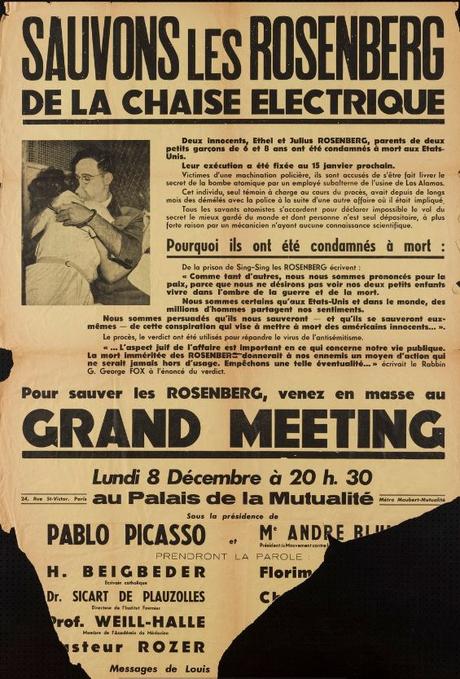 SAUVONS LES ROSENBERG
DE LA CHAISE ELECTRIQUE
Deux innocents, Ethel et Julius ROSENBERG, parents de deux
petits garçons de 6 et 8 ans ont été condamnés à mort aux Etats-
Unis.
Leur exécution a été fixée au 15 janvier prochain.
Victimes d'une machination policière, ils sont accusés de s'être fait livrer le
secret de la bombe atomique par un employé subalterne de l'usine de Los Alamos.
Cet individu, seul témoin à charge au cours du procès, avait depuis de longs
mois des démêlés avec la police à la suite d'une autre affaire où il était impliqué.
Tous les savants atomistes s'accordent pour déclarer impossible le vol du
secret le mieux gardé du monde et dont personne n'est seul dépositaire, à plus
forte raison par un mécanicien n'ayant aucune connaissance scientifique.
Pourquoi ils ont été condamnés à mort :
De la prison de Sing-Sing les ROSENBERG écrivent :
« Comme tant d'autres, nous nous sommes prononcés pour la
paix, parce que ne désirons pas voir nos deux petits enfants
vivre dans l'ombre de la guerre et de la mort.
Nous sommes certains qu'aux Etats-Unis et dans le monde, des
millions d'hommes partagent nos sentiments.
Nous sommes persuadés qu'ils nous sauveront — et qu'ils se sauveront eux-
mêmes — de cette conspiration qui vise à mettre à mort des américains innocents... ».
Le procès, le verdict ont été utilisés pour répandre le virus de l'antisémitisme.
« ... L'aspect juif de l'affaire est important en ce qui concerne notre vie publique.
La mort imméritée des ROSENBERG donnerait à nos ennemis un moyen d'action qui
ne serait jamais hors d'usage. Empêchons une telle éventualité... » écrivait le Rabbin
G. George FOX à l'énoncé du verdict.
Pour sauver les ROSENBERG, venez en masse au
GRAND MEETING
Lundi 8 Décembre à 20 h. 30
24, Rue St-Victor, Paris au Palais de la Mutualité Métro Maubert-Mutualité
Sous la présidence de
PABLO PICASSO et Me ANDRE BLU
Président du Mouvement contre
PRENDRONT LA PAROLE :
H. BEIGBEDER Florim
Ecrivain catholique
Dr. SICART DE PLAUZOLES Ch
Directeur de l'Institut Fournier
Prof. WEILL-HALLE
Membre de l'Académie de Médecine
asteur ROZER
Messages de Louis